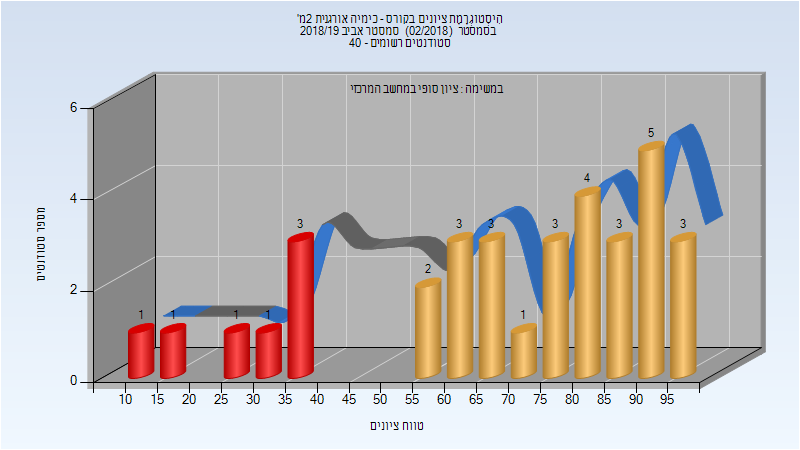 היסטוגרמת ציונים בקורס - כימיה אורגנית 2מ'
בסמסטר (02/2018) סמסטר אביב 2018/19
סטודנטים רשומים - 40
במשימה : ציון סופי במחשב המרכזי
6
4
2
0
מספר סטודנטים
1 1 1 1 3 2 3 3 1 3 4 3 5 3
10 15 20 25 30 35 40 45 50 55 60 65 70 75 80 85 90 95
טווח ציונים